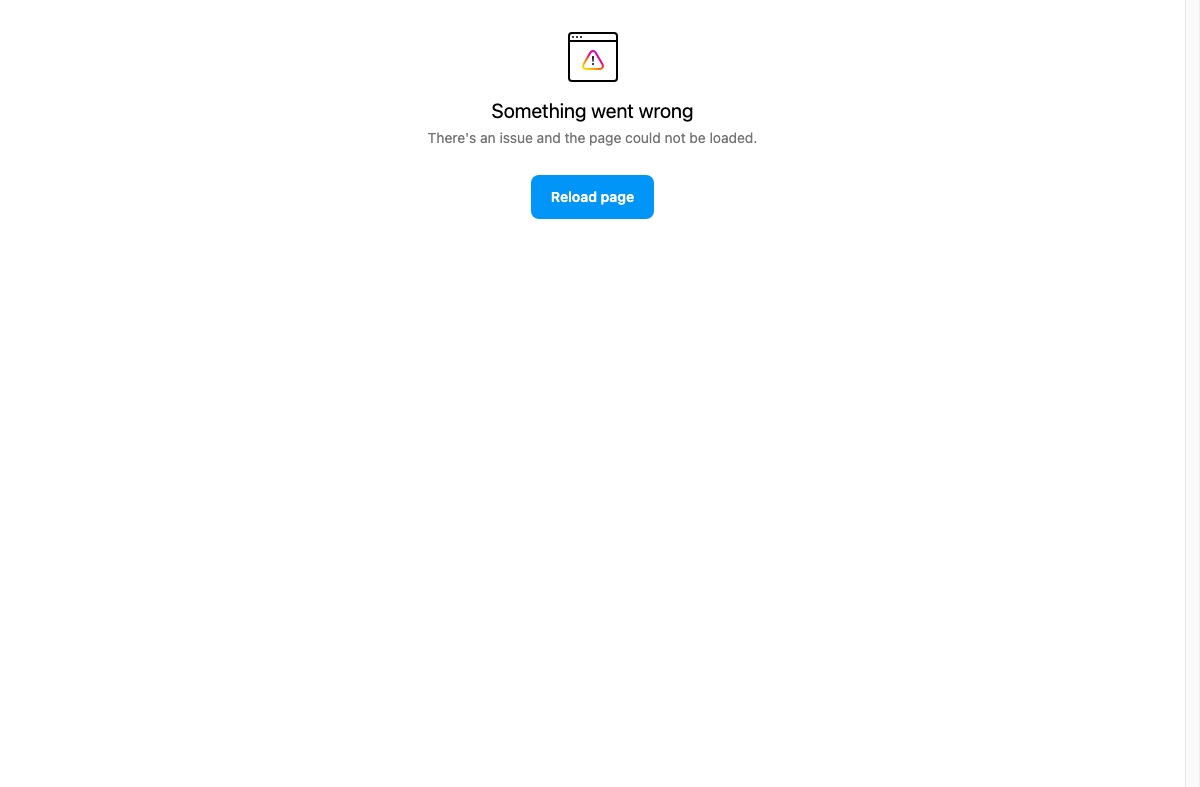 Something went wrong
There's an issue and the page could not be loaded.
Reload page